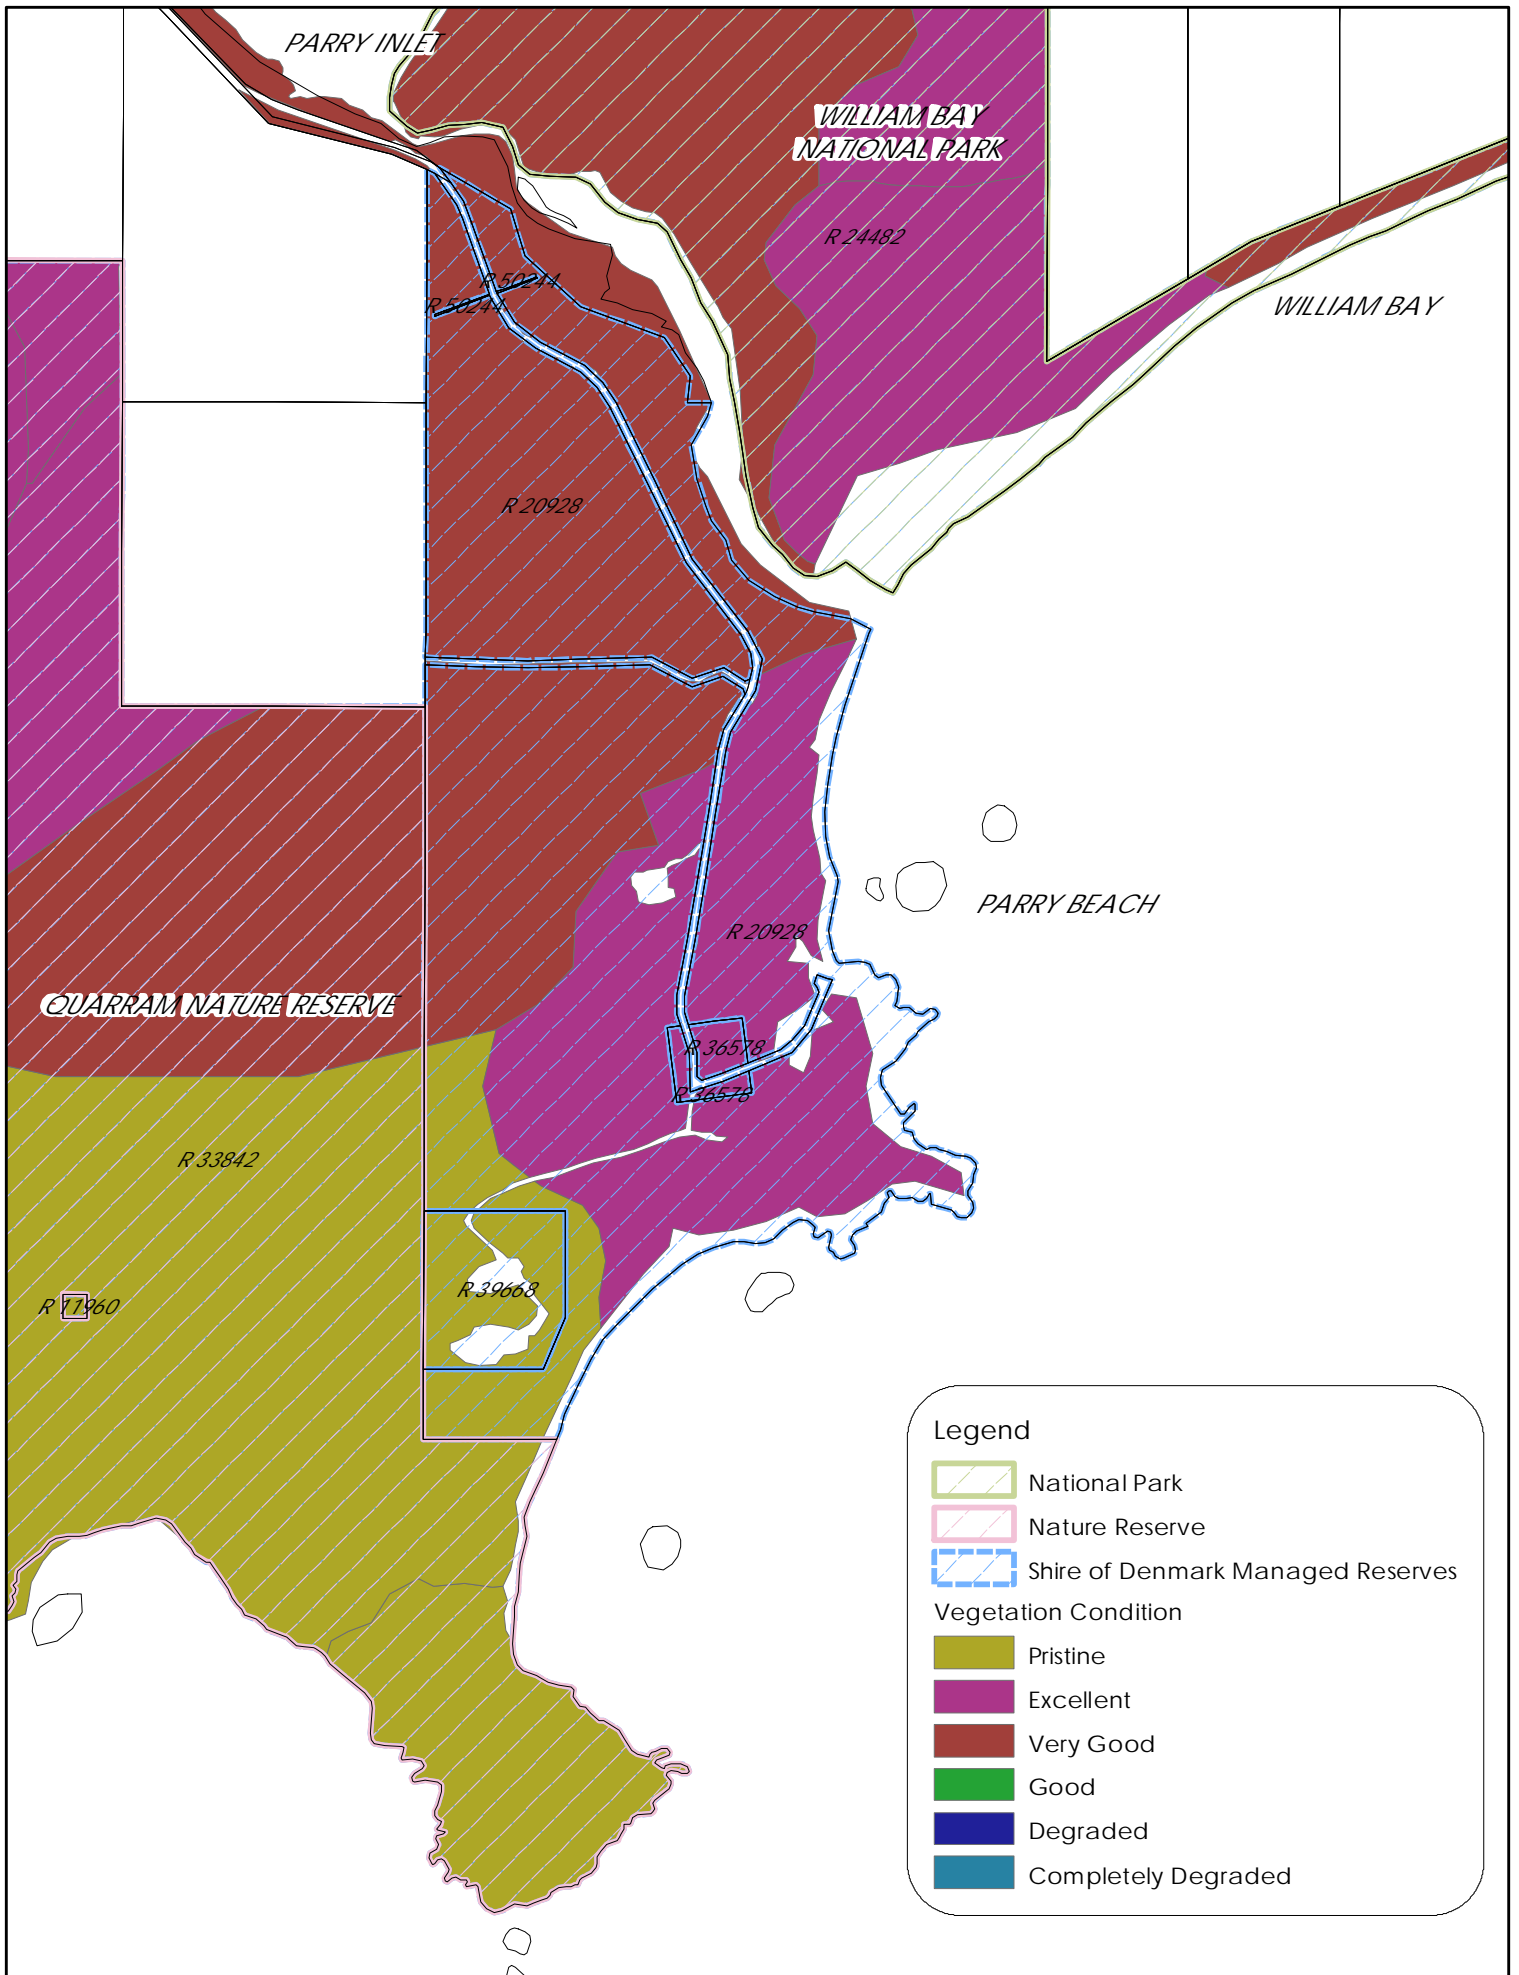 PARRY INLET
WILLIAM BAY
NATIONAL PARK
R 24482
R 50244
R 50244
WILLIAM BAY
R 20928
PARRY BEACH
R 20928
QUARRAM NATURE RESERVE
R 36578
R 36578
R 33842
R 39668
R 11960
Legend
National Park
Nature Reserve
Shire of Denmark Managed Reserves
Vegetation Condition
Pristine
Excellent
Very Good
Good
Degraded
Completely Degraded